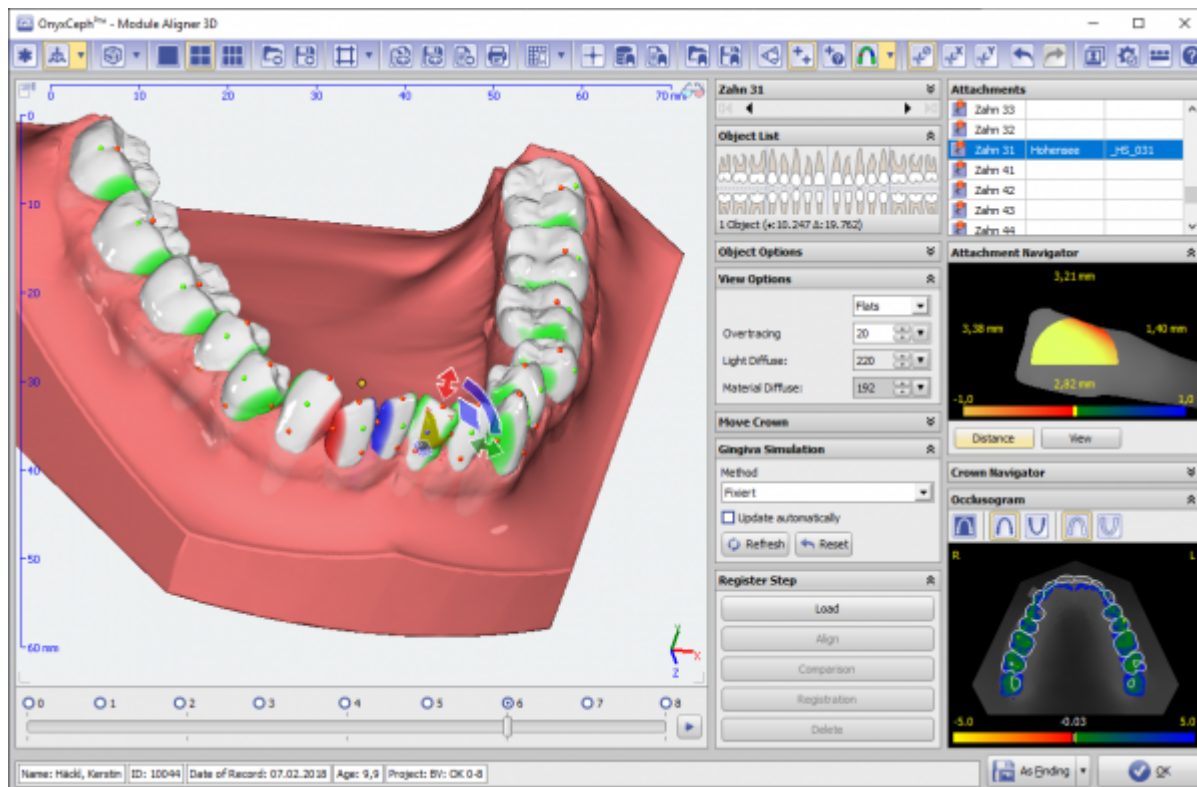 OnyxCeph³™ - Module Aligner 3D
0 10 20 30 40 50 60 70 mm
0
10
20
30
40
50
60 mm
Y
X
Z
0 1 2 3 4 5 6 7 8
Zahn 31
Object List
1 Object (+:10.247 Δ:19.762)
Object Options
View Options
Flats
Overtracing 20
Light Diffuse: 220
Material Diffuse: 192
Move Crown
Gingiva Simulation
Method
Fixiert
Update automatically
Refresh Reset
Register Step
Load
Align
Comparison
Registration
Delete
Attachments
Zahn 33
Zahn 32
Zahn 31 Hohensee _HS_031
Zahn 41
Zahn 42
Zahn 43
Zahn 44
Attachment Navigator
3,21 mm
3,38 mm 1,40 mm
2,82 mm
-1,0 1,0
Distance View
Crown Navigator
Occlusogram
R L
-5.0 -0.03 5.0
Name: Häckl, Kerstin ID: 10044 Date of Record: 07.02.2018 Age: 9,9 Project: BV: OK 0-8
As Ending OK